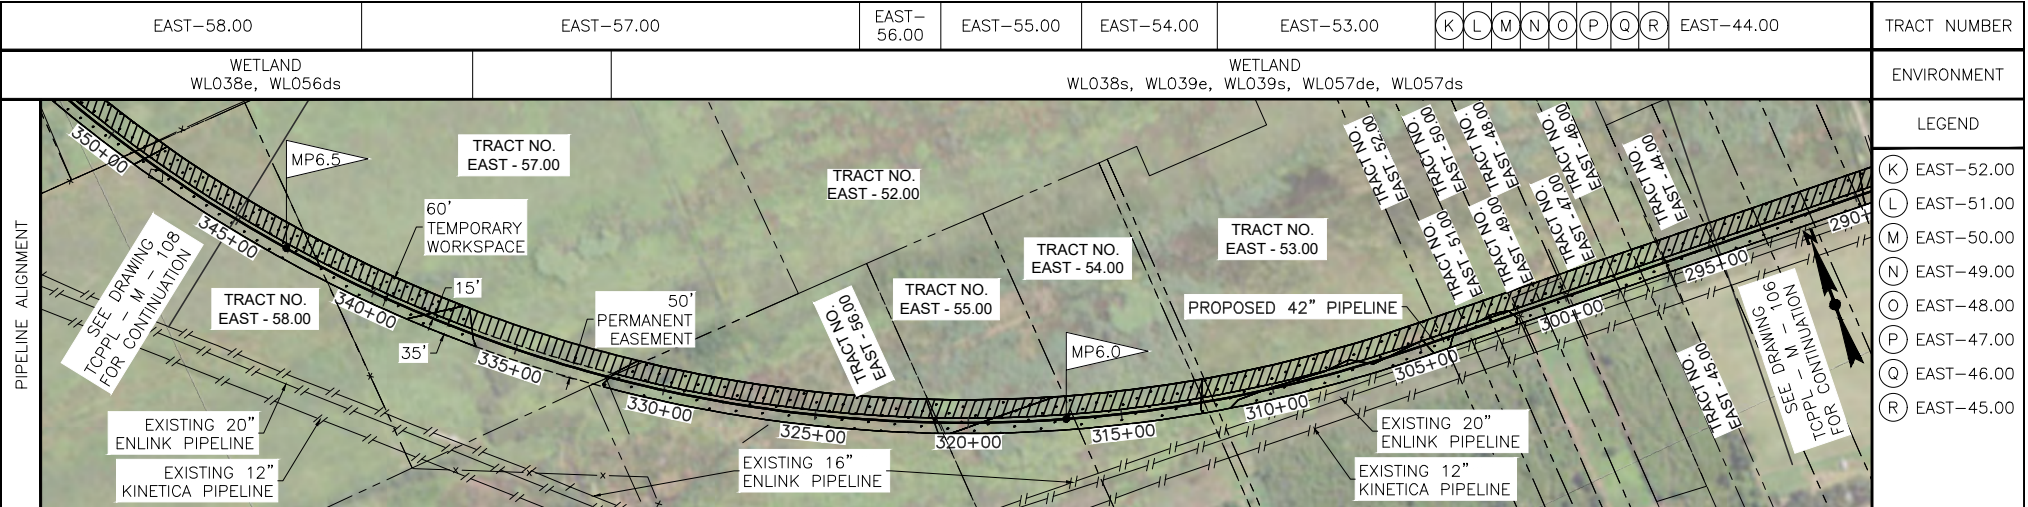 EAST-58.00
EAST-57.00
EAST-
56.00
EAST-55.00
EAST-54.00
EAST-53.00
K L M N O P Q R
EAST-44.00
TRACT NUMBER
WETLAND
WL038e, WL056ds
WETLAND
WL038s, WL039e, WL039s, WL057de, WL057ds
ENVIRONMENT
PIPELINE ALIGNMENT
LEGEND
K EAST-52.00
L EAST-51.00
M EAST-50.00
N EAST-49.00
O EAST-48.00
P EAST-47.00
Q EAST-46.00
R EAST-45.00
350+00
MP6.5
TRACT NO.
EAST - 57.00
TRACT NO.
EAST - 52.00
345+00
SEE DRAWING
TCPPL - M - 108
FOR CONTINUATION
60'
TEMPORARY
WORKSPACE
TRACT NO.
EAST - 58.00
340+00
15'
35'
335+00
50'
PERMANENT
EASEMENT
330+00
TRACT NO.
EAST - 56.00
TRACT NO.
EAST - 55.00
TRACT NO.
EAST - 54.00
TRACT NO.
EAST - 53.00
PROPOSED 42" PIPELINE
MP6.0
325+00
320+00
315+00
310+00
305+00
300+00
295+00
290+
TRACT NO.
EAST - 52.00
TRACT NO.
EAST - 50.00
TRACT NO.
EAST - 48.00
TRACT NO.
EAST - 46.00
TRACT NO.
EAST - 44.00
TRACT NO.
EAST - 51.00
TRACT NO.
EAST - 49.00
TRACT NO.
EAST - 47.00
TRACT NO.
EAST - 45.00
SEE DRAWING
TCPPL - M - 106
FOR CONTINUATION
EXISTING 20"
ENLINK PIPELINE
EXISTING 12"
KINETICA PIPELINE
EXISTING 16"
ENLINK PIPELINE
EXISTING 20"
ENLINK PIPELINE
EXISTING 12"
KINETICA PIPELINE